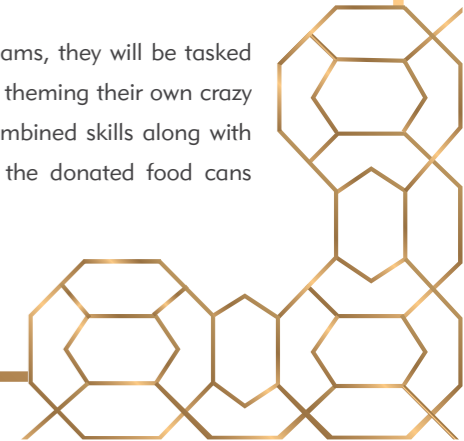 ams, they will be tasked
theming their own crazy
mbined skills along with
the donated food cans